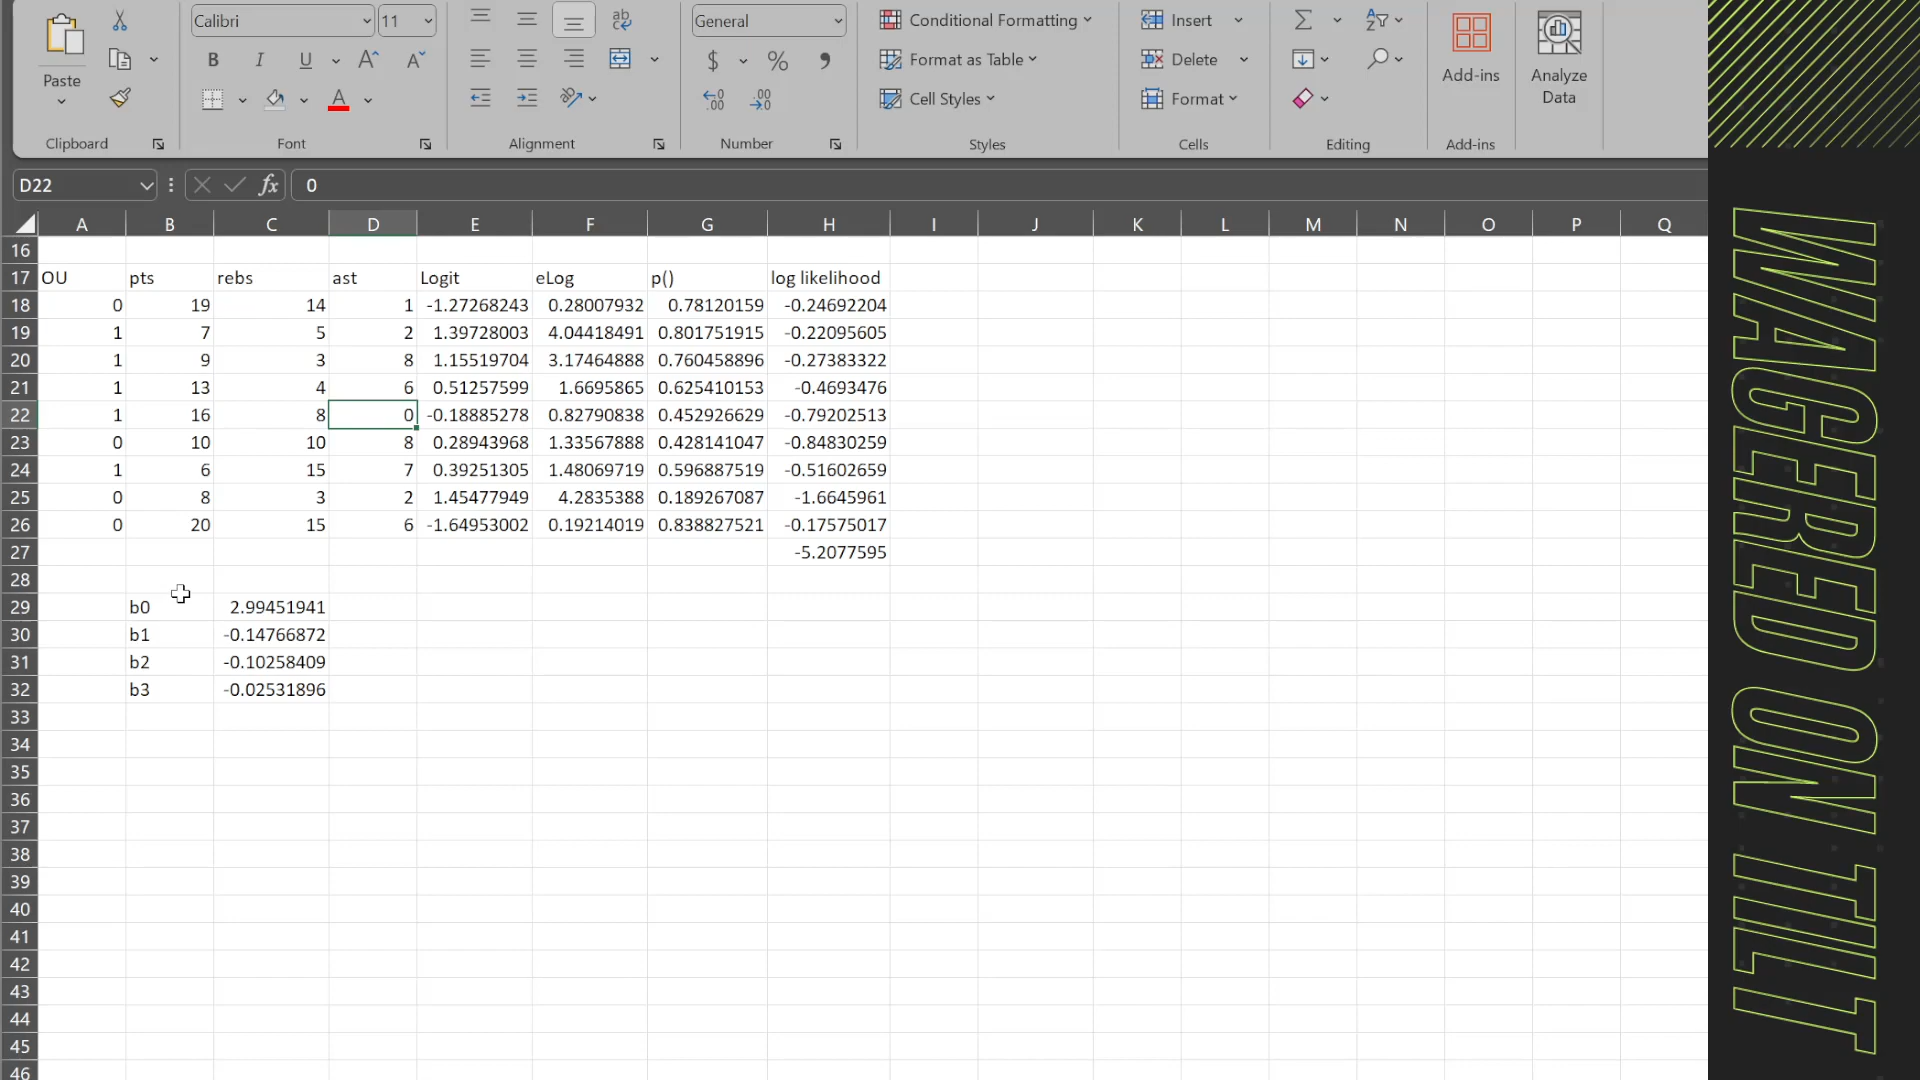 Calibri 11 General Conditional Formatting Insert
Paste B I U $ % Format as Table Delete Add-ins Analyze Data
Cell Styles Format
Clipboard Font Alignment Number Styles Cells Editing Add-ins
D22 fx 0
A B C D E F G H I J K L M N O P Q
16
17 OU pts rebs ast Logit eLog p() log likelihood
18 0 19 14 1 -1.27268243 0.28007932 0.78120159 -0.24692204
19 1 7 5 2 1.39728003 4.04418491 0.801751915 -0.22095605
20 1 9 3 8 1.15519704 3.17464888 0.760458896 -0.27383322
21 1 13 4 6 0.51257599 1.6695865 0.625410153 -0.4693476
22 1 16 8 0 -0.18885278 0.82790838 0.452926629 -0.79202513
23 0 10 10 8 0.28943968 1.33567888 0.428141047 -0.84830259
24 1 6 15 7 0.39251305 1.48069719 0.596887519 -0.51602659
25 0 8 3 2 1.45477949 4.2835388 0.189267087 -1.6645961
26 0 20 15 6 -1.64953002 0.19214019 0.838827521 -0.17575017
27 -5.2077595
28
29 b0 2.99451941
30 b1 -0.14766872
31 b2 -0.10258409
32 b3 -0.02531896
33
34
35
36
37
38
39
40
41
42
43
44
45
46
WAGERED ON TILT